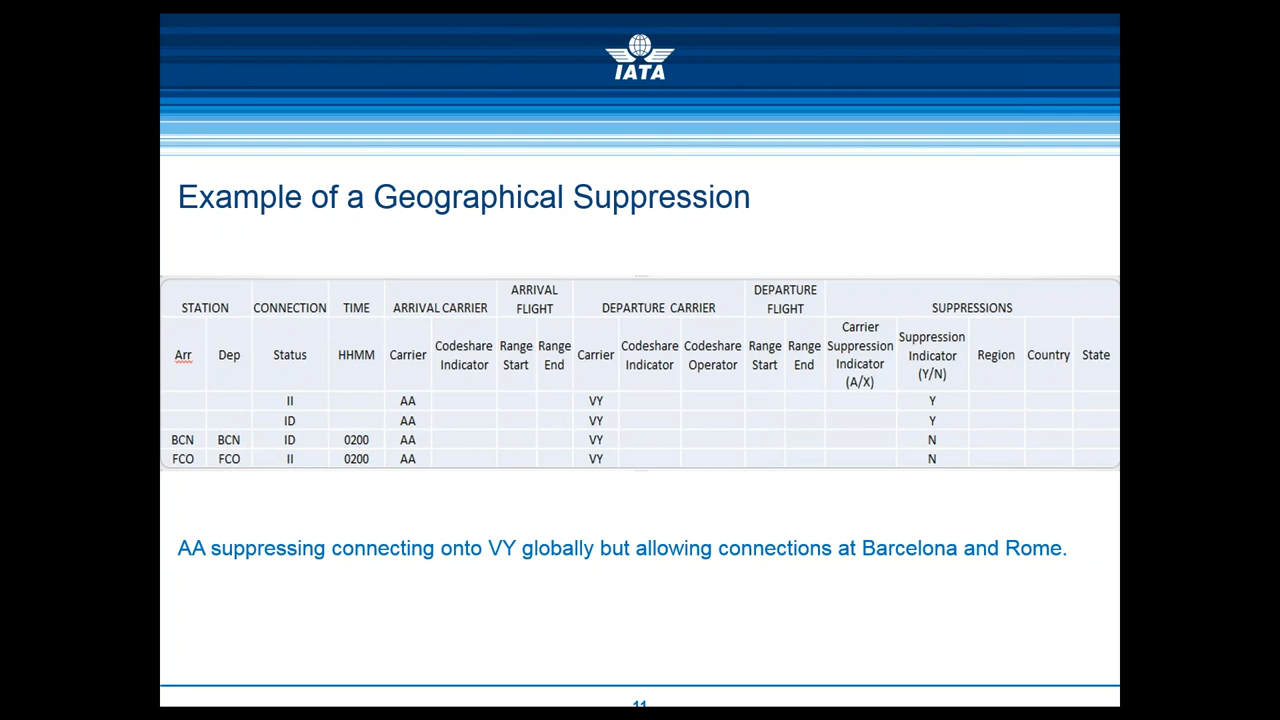 IATA
Example of a Geographical Suppression
STATION CONNECTION TIME ARRIVAL CARRIER ARRIVAL FLIGHT DEPARTURE CARRIER DEPARTURE FLIGHT SUPPRESSIONS
Arr Dep Status HHMM Carrier Codeshare Indicator Range Start Range End Carrier Codeshare Indicator Codeshare Operator Range Start Range End Carrier Suppression Indicator (A/X) Suppression Indicator (Y/N) Region Country State
II AA VY Y
ID AA VY Y
BCN BCN ID 0200 AA VY N
FCO FCO II 0200 AA VY N
AA suppressing connecting onto VY globally but allowing connections at Barcelona and Rome.
11